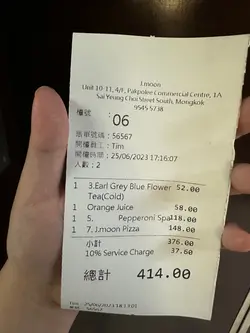 J.moon
Unit 10-11, 4/F, Pakpolee Commercial Centre, 1A
Sai Yeung Choi Street South, Mongkok
9545 6738
檯號 : 06
賬單號碼 : 56567
開檯員工 : Tim
開檯時間 : 25/06/2023 17:16:07
人數 : 2
1 3.Earl Grey Blue Flower 52.00
Tea(Cold)
1 Orange Juice 58.00
1 5. Pepperoni Spa 118.00
1 7. J.moon Pizza 148.00
小計 376.00
10% Service Charge 37.60
總計 414.00